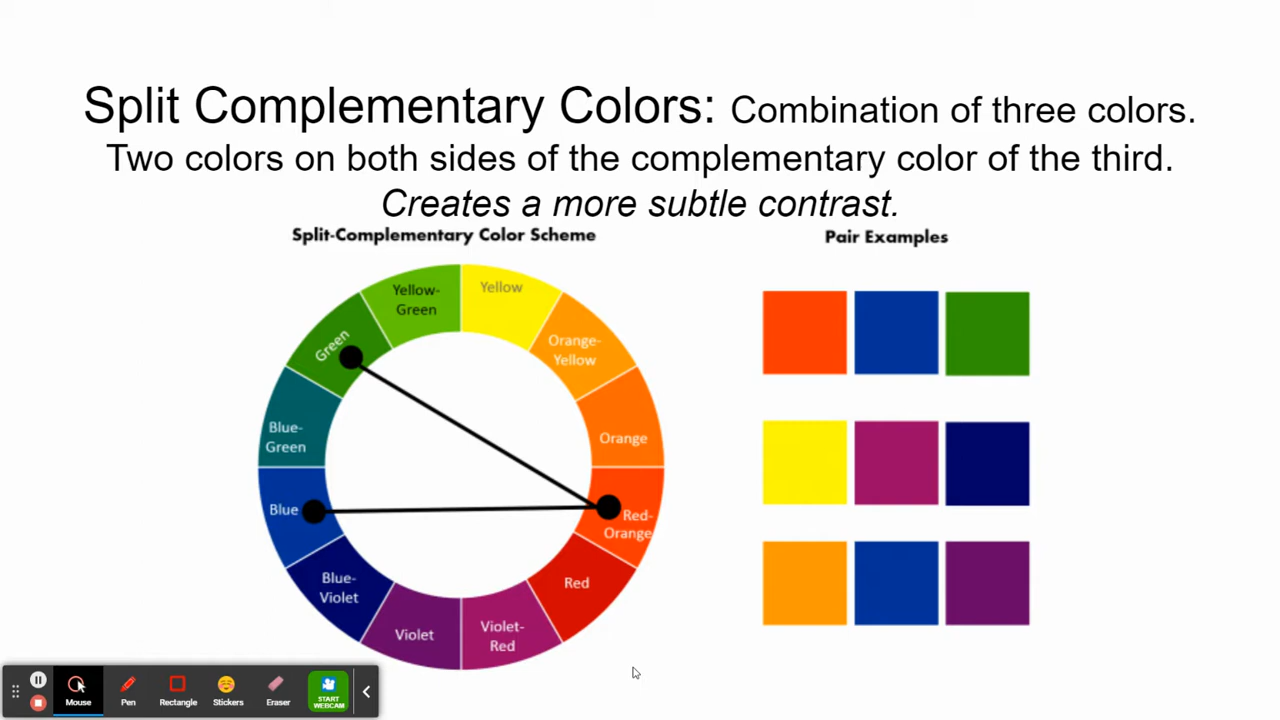 Split Complementary Colors: Combination of three colors.
Two colors on both sides of the complementary color of the third.
Creates a more subtle contrast.
Split-Complementary Color Scheme
Pair Examples
Yellow-
Green
Yellow
Green
Orange-
Yellow
Blue-
Green
Orange
Blue
Red-
Orange
Blue-
Violet
Red
Violet
Violet-
Red
Mouse
Pen
Rectangle
Stickers
Eraser
START
WEBCAM